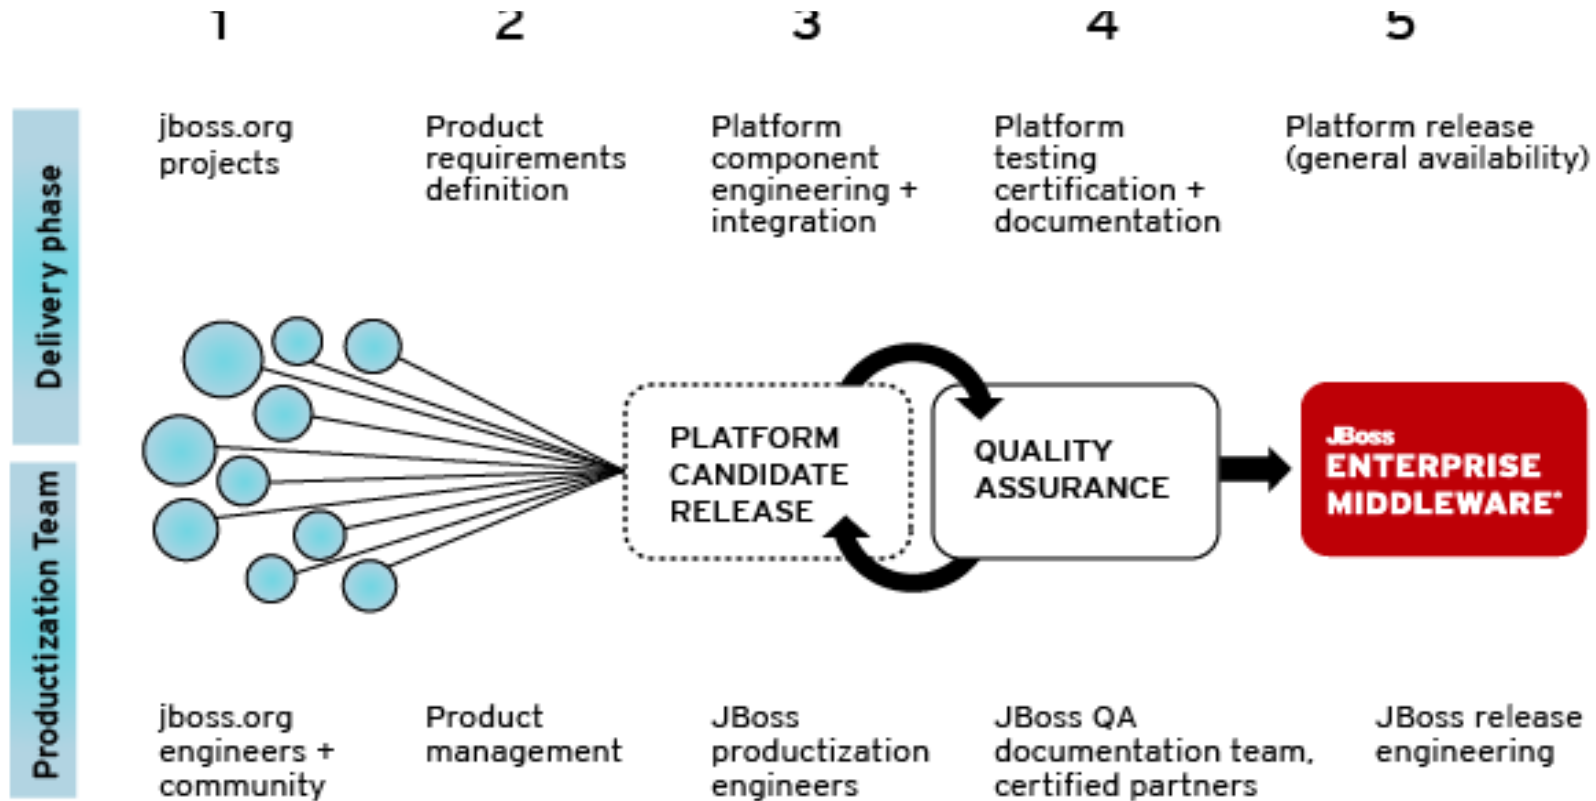 1 2 3 4 5
Delivery phase
jboss.org
projects
Product
requirements
definition
Platform
component
engineering +
integration
Platform
testing
certification +
documentation
Platform release
(general availability)
PLATFORM
CANDIDATE
RELEASE
QUALITY
ASSURANCE
JBoss
ENTERPRISE
MIDDLEWARE*
Productization Team
jboss.org
engineers +
community
Product
management
JBoss
productization
engineers
JBoss QA
documentation team,
certified partners
JBoss release
engineering